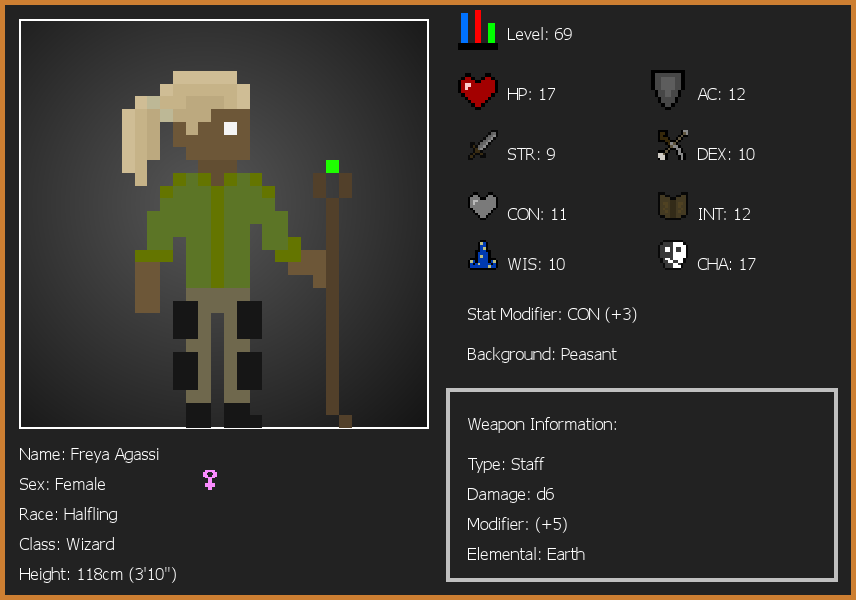 Level: 69
HP: 17
AC: 12
STR: 9
DEX: 10
CON: 11
INT: 12
WIS: 10
CHA: 17
Stat Modifier: CON (+3)
Background: Peasant
Weapon Information:
Type: Staff
Damage: d6
Modifier: (+5)
Elemental: Earth
Name: Freya Agassi
Sex: Female
Race: Halfling
Class: Wizard
Height: 118cm (3'10")